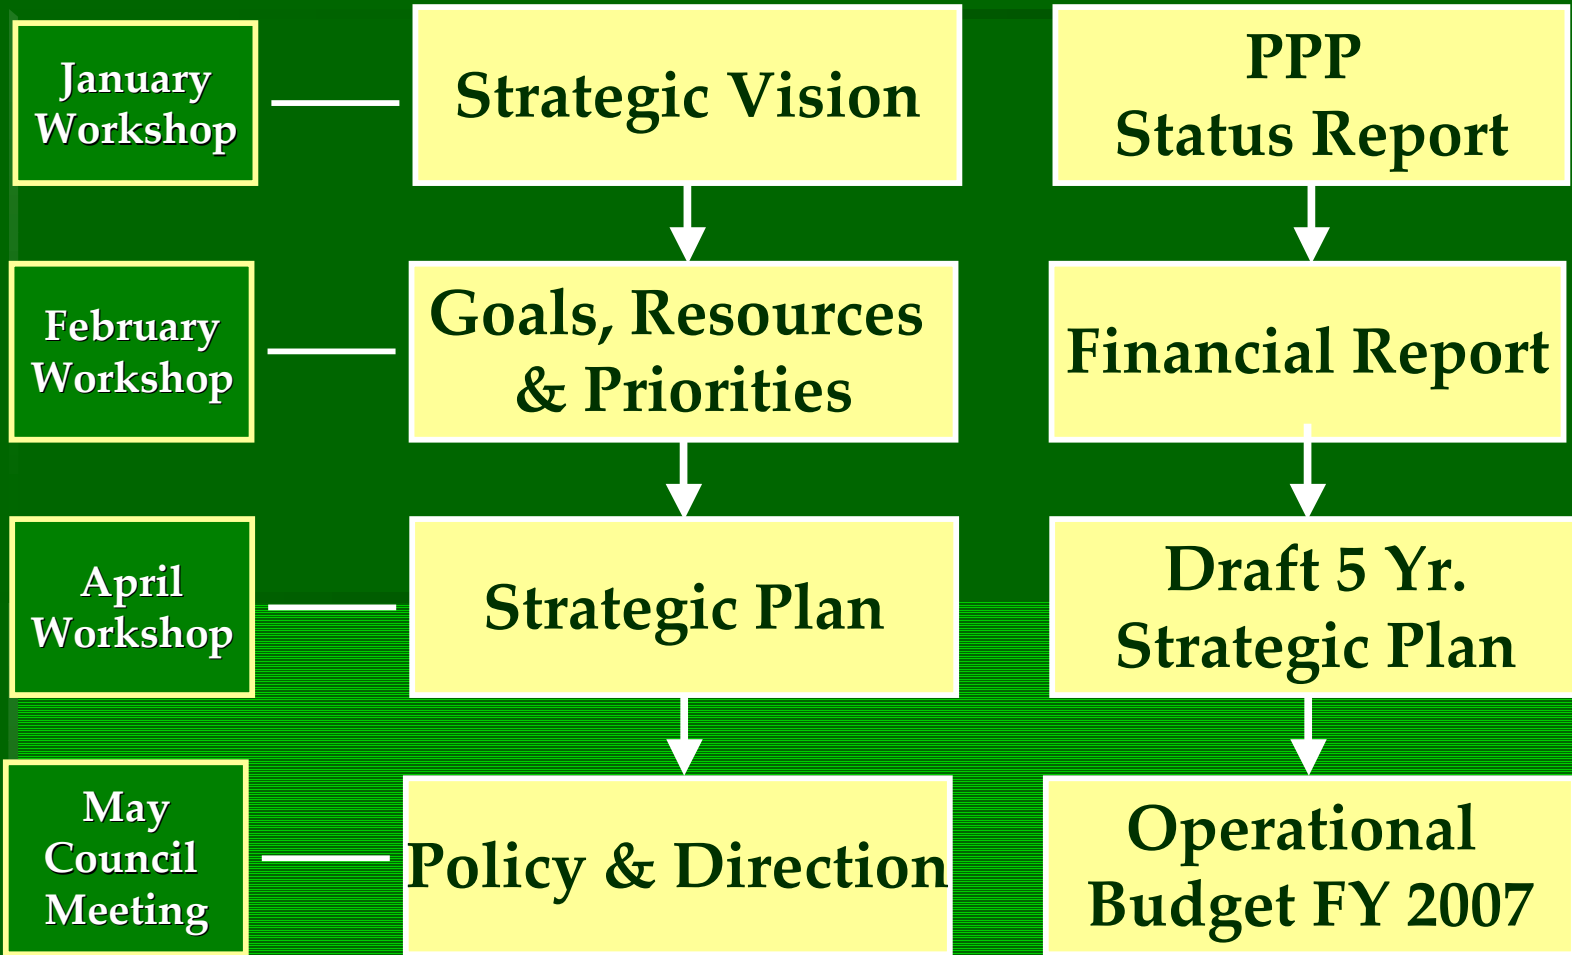 January
Workshop
Strategic Vision
PPP
Status Report
February
Workshop
Goals, Resources
& Priorities
Financial Report
April
Workshop
Strategic Plan
Draft 5 Yr.
Strategic Plan
May
Council
Meeting
Policy & Direction
Operational
Budget FY 2007